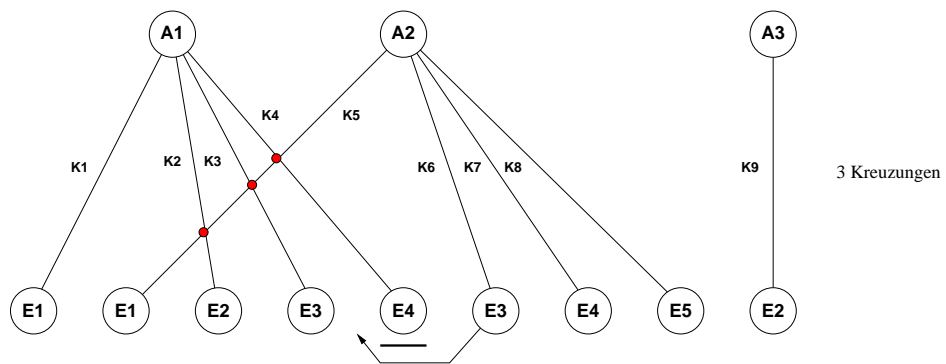 A1 A2 A3
K4 K5
K1 K2 K3 K6 K7 K8 K9 3 Kreuzungen
E1 E1 E2 E3 E4 E3 E4 E5 E2